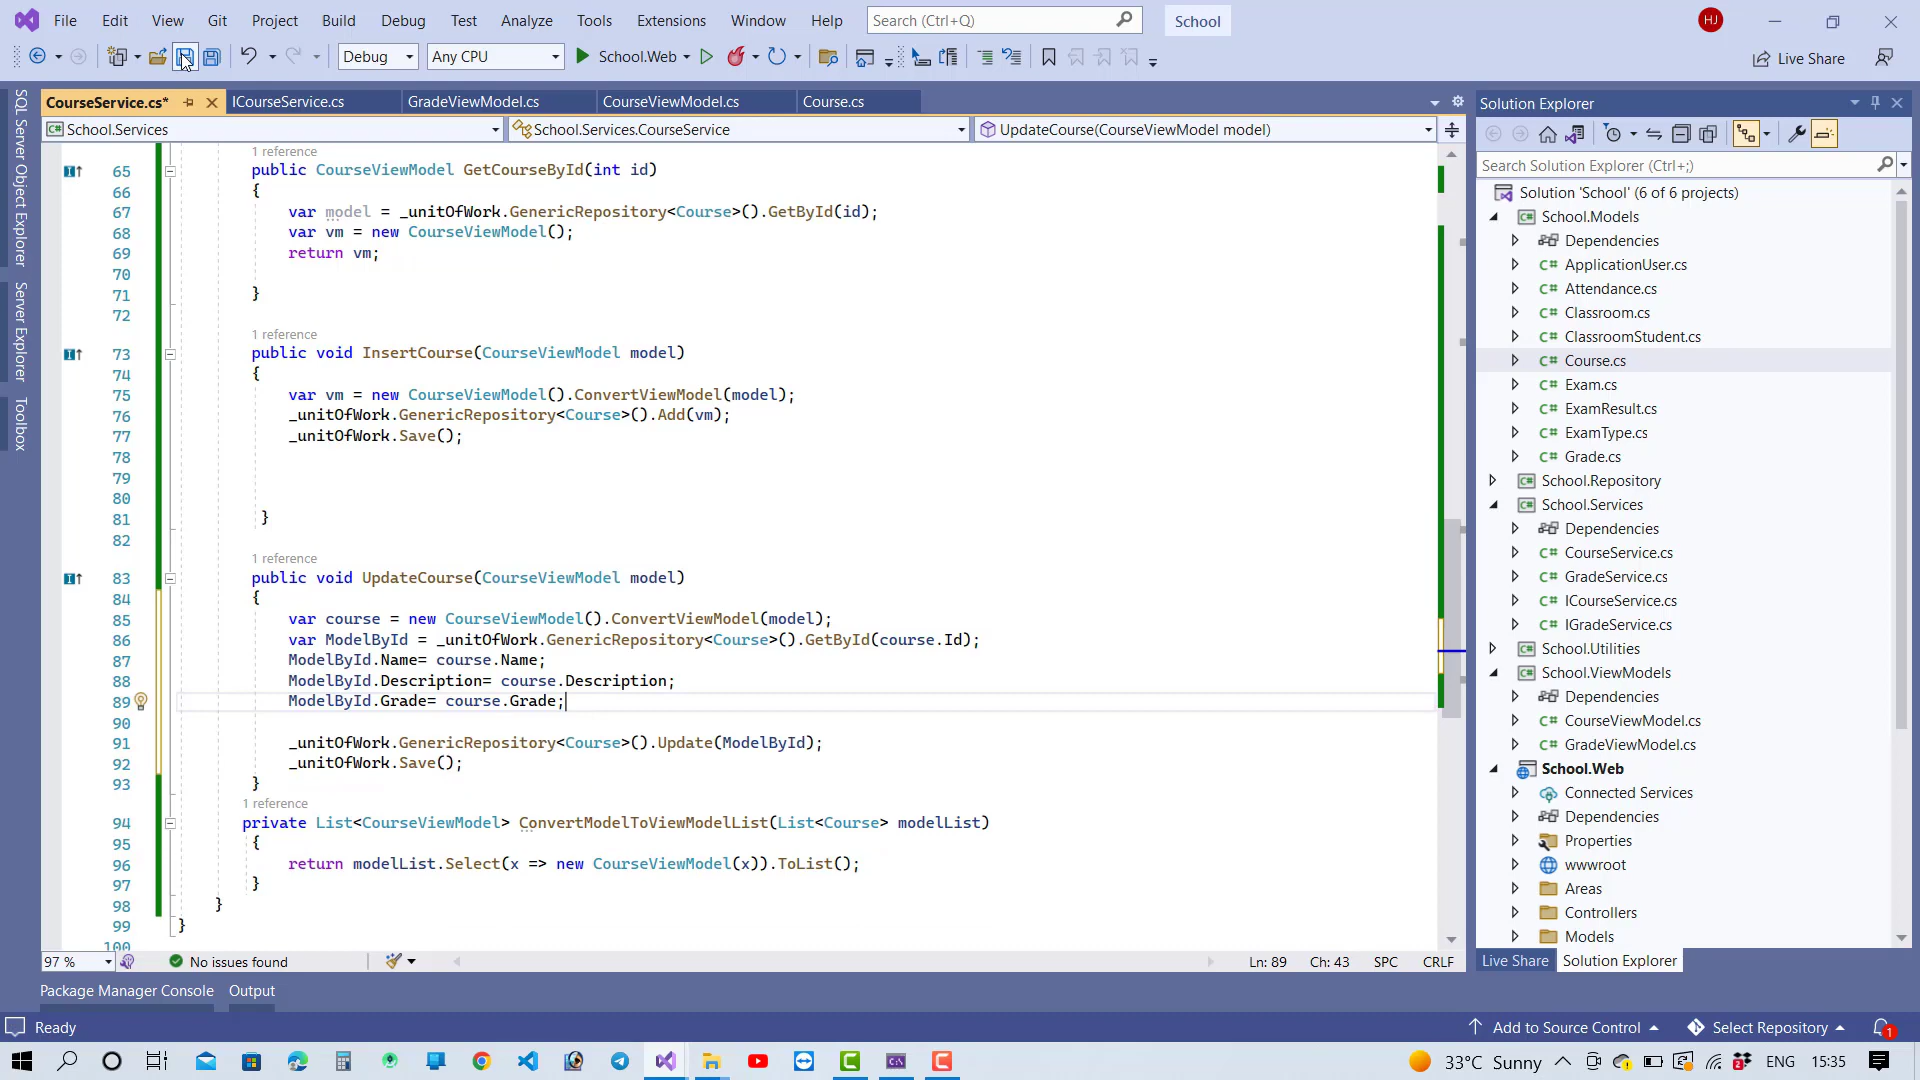 File Edit View Git Project Build Debug Test Analyze Tools Extensions Window Help Search (Ctrl+Q) School HJ
Debug Any CPU School.Web Live Share
CourseService.cs* ICourseService.cs GradeViewModel.cs CourseViewModel.cs Course.cs
School.Services School.Services.CourseService UpdateCourse(CourseViewModel model)
SQL Server Object Explorer
Server Explorer
Toolbox
1 reference
65 public CourseViewModel GetCourseById(int id)
66 {
67 var model = _unitOfWork.GenericRepository<Course>().GetById(id);
68 var vm = new CourseViewModel();
69 return vm;
70
71 }
72
1 reference
73 public void InsertCourse(CourseViewModel model)
74 {
75 var vm = new CourseViewModel().ConvertViewModel(model);
76 _unitOfWork.GenericRepository<Course>().Add(vm);
77 _unitOfWork.Save();
78
79
80
81 }
82
1 reference
83 public void UpdateCourse(CourseViewModel model)
84 {
85 var course = new CourseViewModel().ConvertViewModel(model);
86 var ModelById = _unitOfWork.GenericRepository<Course>().GetById(course.Id);
87 ModelById.Name= course.Name;
88 ModelById.Description= course.Description;
89 ModelById.Grade= course.Grade;
90
91 _unitOfWork.GenericRepository<Course>().Update(ModelById);
92 _unitOfWork.Save();
93 }
1 reference
94 private List<CourseViewModel> ConvertModelToViewModelList(List<Course> modelList)
95 {
96 return modelList.Select(x => new CourseViewModel(x)).ToList();
97 }
98 }
99 }
100
97 % No issues found Ln: 89 Ch: 43 SPC CRLF
Solution Explorer
Search Solution Explorer (Ctrl+;)
Solution 'School' (6 of 6 projects)
School.Models
Dependencies
ApplicationUser.cs
Attendance.cs
Classroom.cs
ClassroomStudent.cs
Course.cs
Exam.cs
ExamResult.cs
ExamType.cs
Grade.cs
School.Repository
School.Services
Dependencies
CourseService.cs
GradeService.cs
ICourseService.cs
IGradeService.cs
School.Utilities
School.ViewModels
Dependencies
CourseViewModel.cs
GradeViewModel.cs
School.Web
Connected Services
Dependencies
Properties
wwwroot
Areas
Controllers
Models
Live Share Solution Explorer
Package Manager Console Output
Ready Add to Source Control Select Repository 1
33°C Sunny ENG 15:35